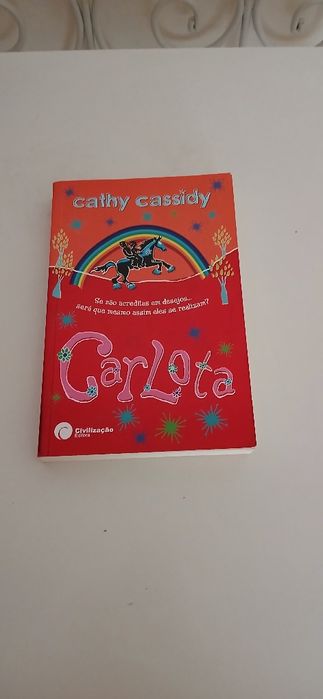 cathy cassidy
Se não acreditas em desejos...
será que mesmo assim eles se realizam?
Carlota
Civilização
Editora